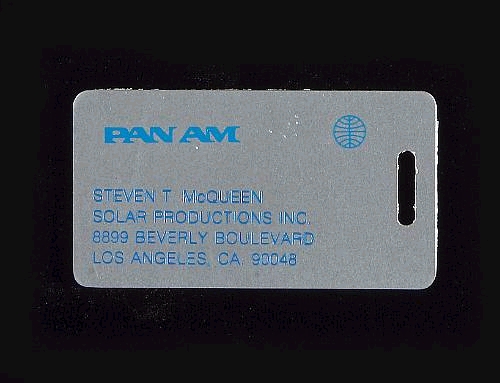 PAN AM
STEVEN T McQUEEN
SOLAR PRODUCTIONS INC.
8899 BEVERLY BOULEVARD
LOS ANGELES, CA 90048